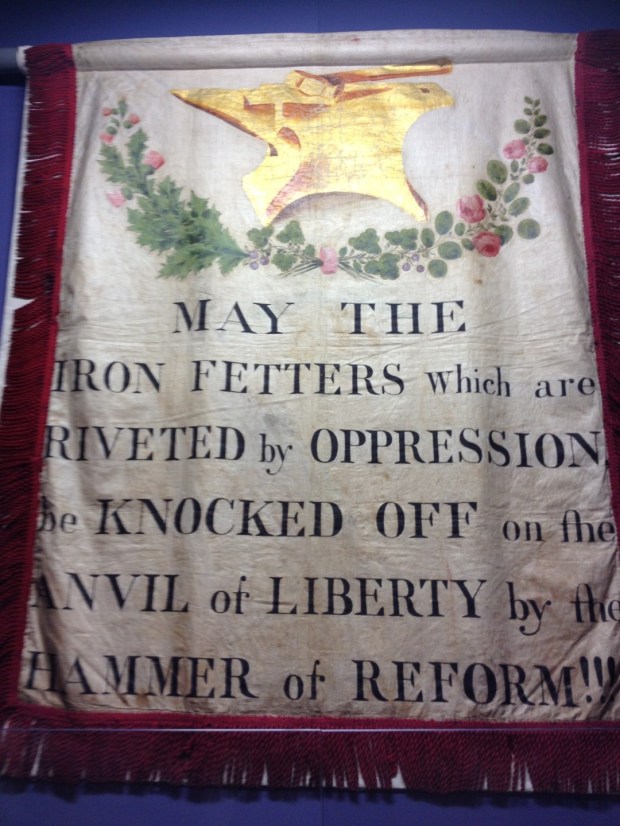 MAY THE
IRON FETTERS which are
RIVETED by OPPRESSION,
be KNOCKED OFF on the
ANVIL of LIBERTY by the
HAMMER of REFORM!!!